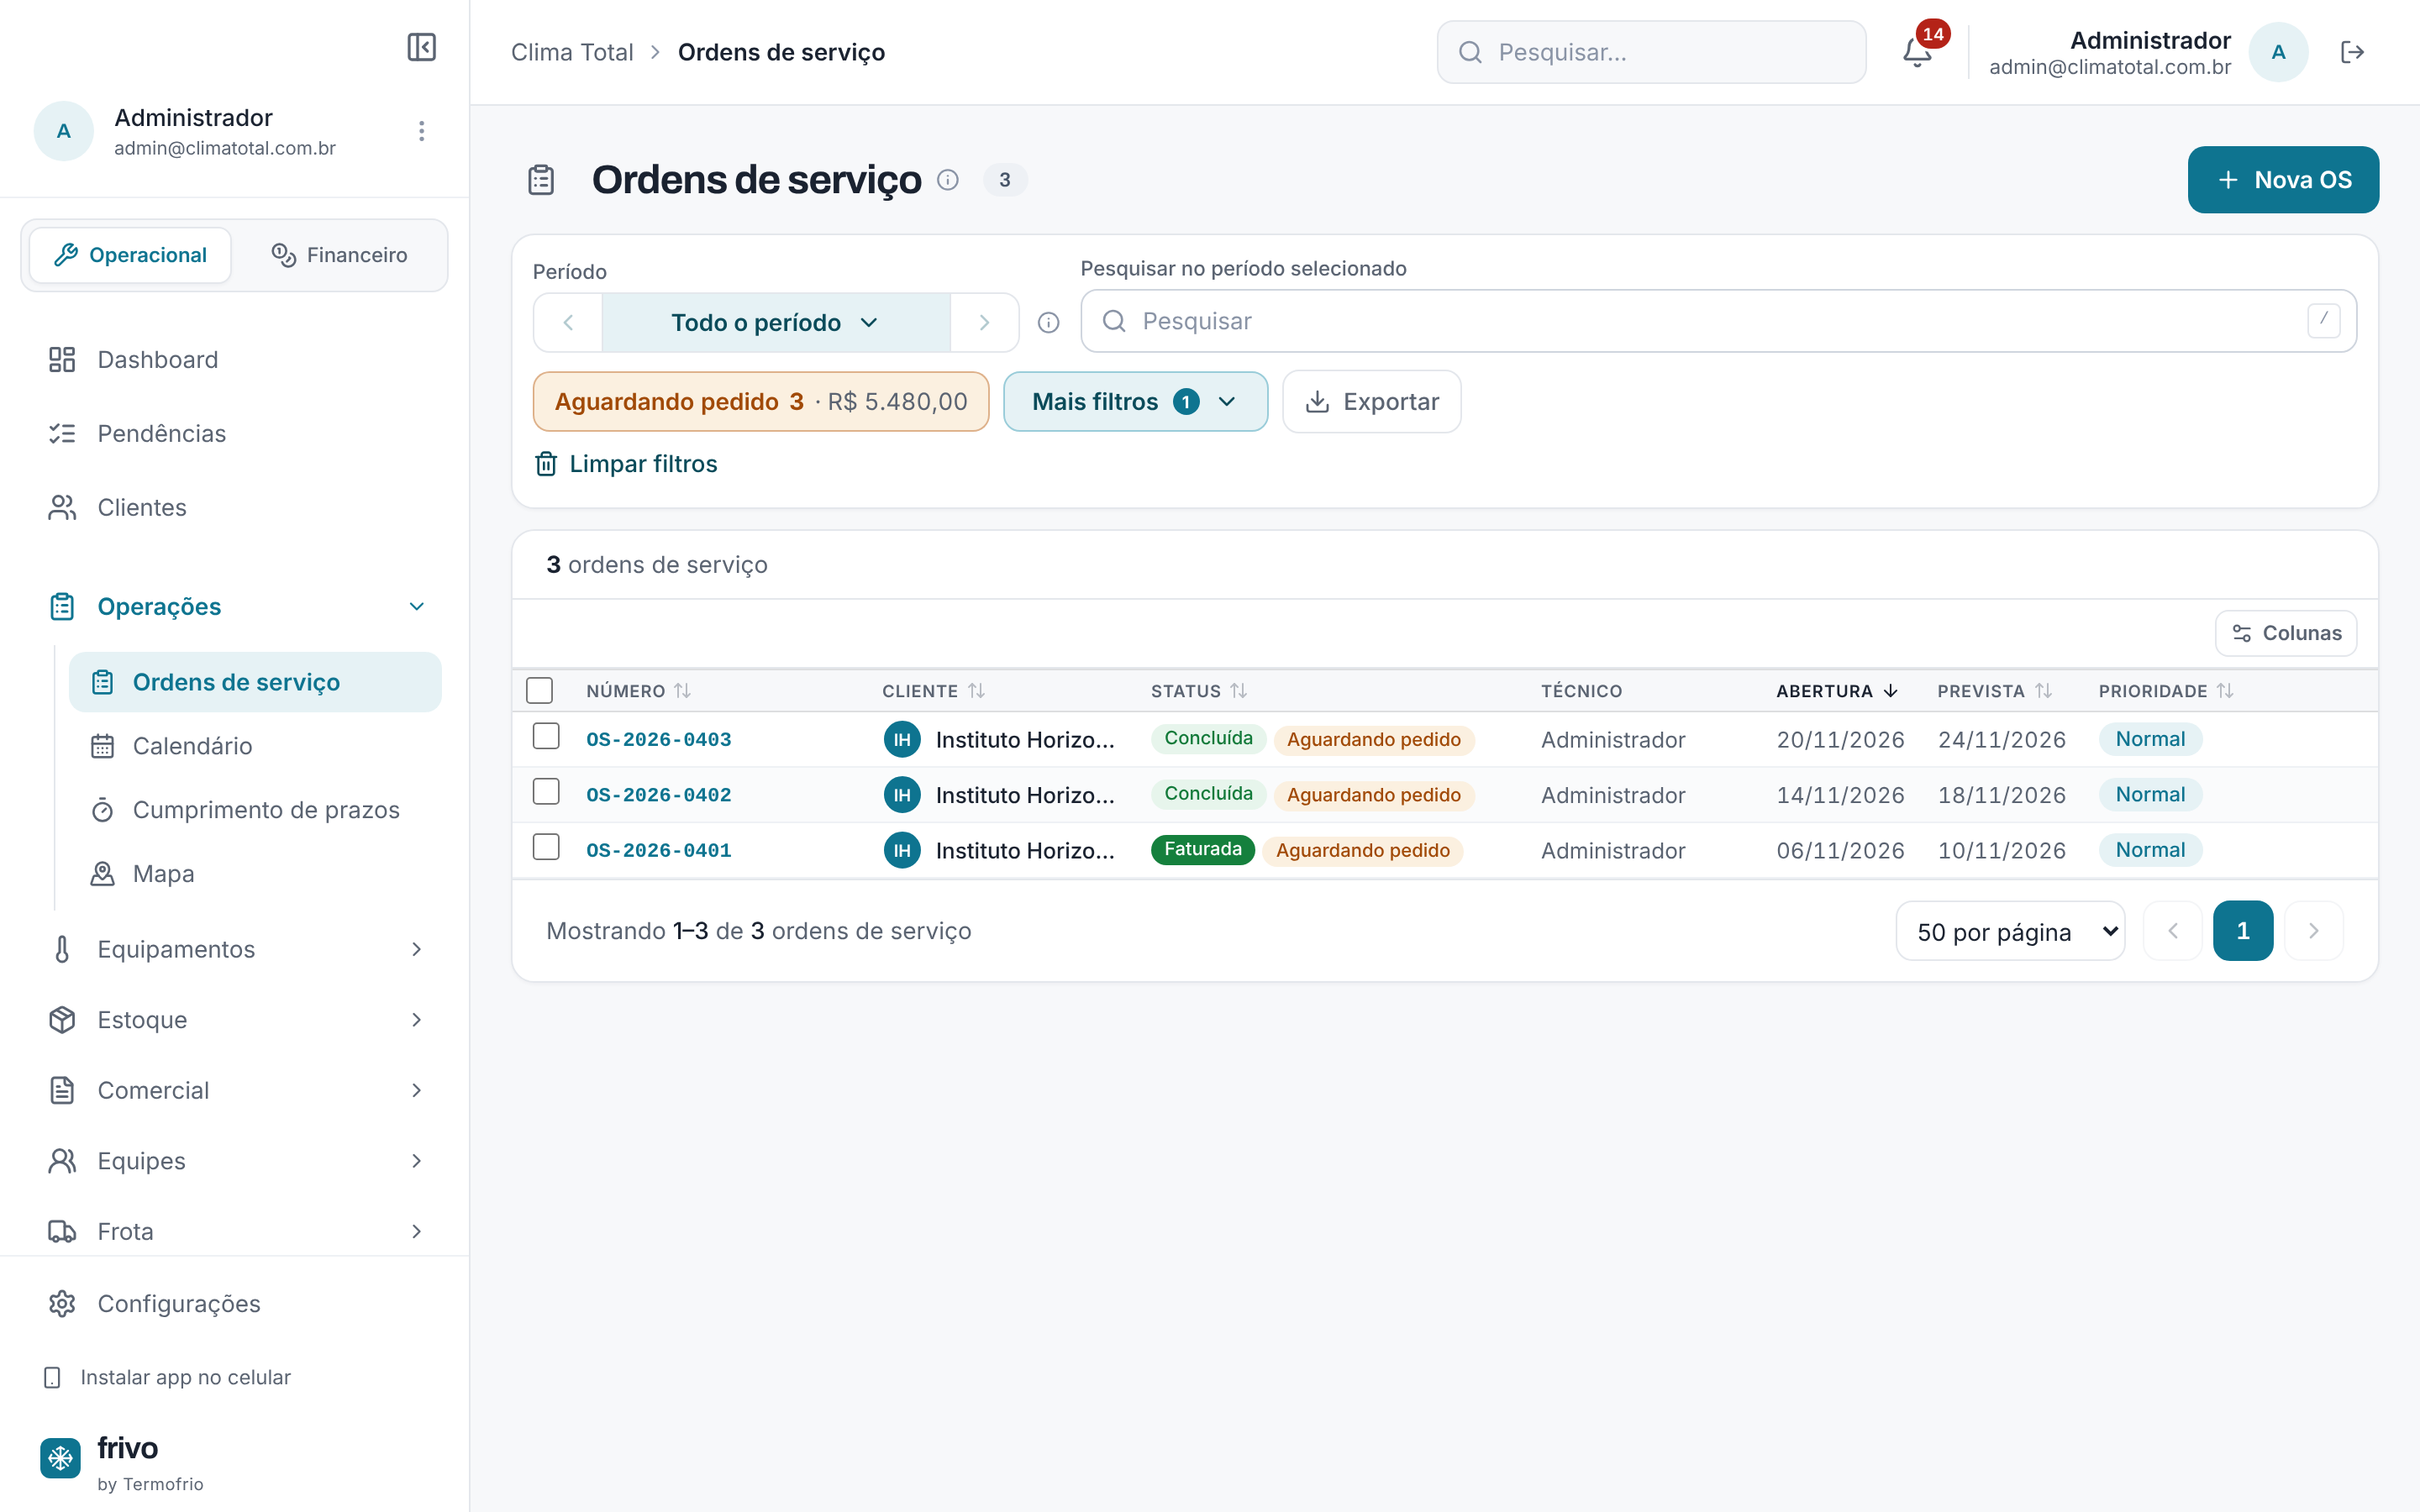 Administrador
admin@climatotal.com.br
A
Operacional
Financeiro
Dashboard
Pendências
Clientes
Operações
Ordens de serviço
Calendário
Cumprimento de prazos
Mapa
Equipamentos
Estoque
Comercial
Equipes
Frota
Configurações
Instalar app no celular
frivo
by Termofrio
Clima Total > Ordens de serviço
Pesquisar...
14
Administrador
admin@climatotal.com.br
A
Ordens de serviço 3
+ Nova OS
Período
Todo o período
Pesquisar no período selecionado
Pesquisar /
Aguardando pedido 3 · R$ 5.480,00
Mais filtros 1
Exportar
Limpar filtros
3 ordens de serviço
Colunas
NÚMERO CLIENTE STATUS TÉCNICO ABERTURA PREVISTA PRIORIDADE
OS-2026-0403 IH Instituto Horizo... Concluída Aguardando pedido Administrador 20/11/2026 24/11/2026 Normal
OS-2026-0402 IH Instituto Horizo... Concluída Aguardando pedido Administrador 14/11/2026 18/11/2026 Normal
OS-2026-0401 IH Instituto Horizo... Faturada Aguardando pedido Administrador 06/11/2026 10/11/2026 Normal
Mostrando 1–3 de 3 ordens de serviço
50 por página
1